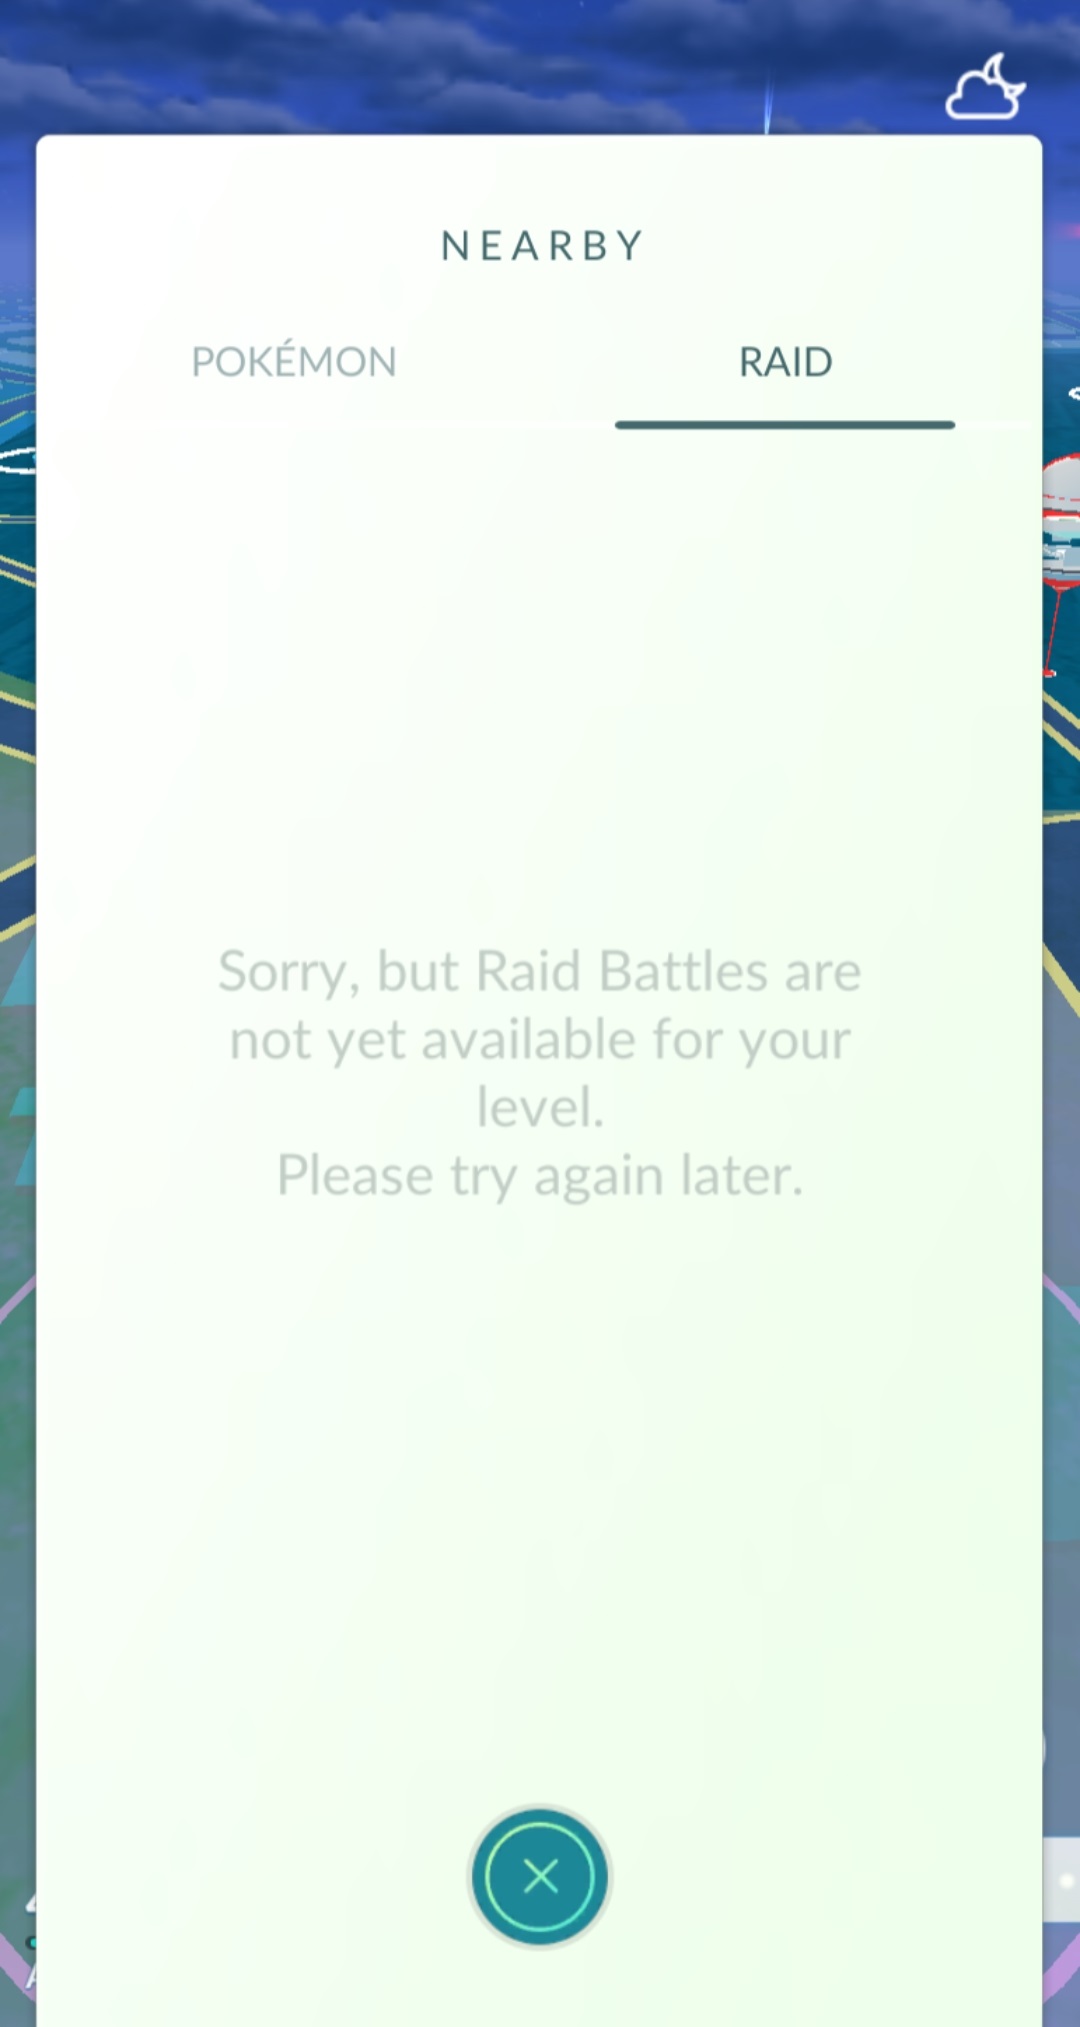 NEARBY
POKÉMON
RAID
Sorry, but Raid Battles are
not yet available for your
level.
Please try again later.